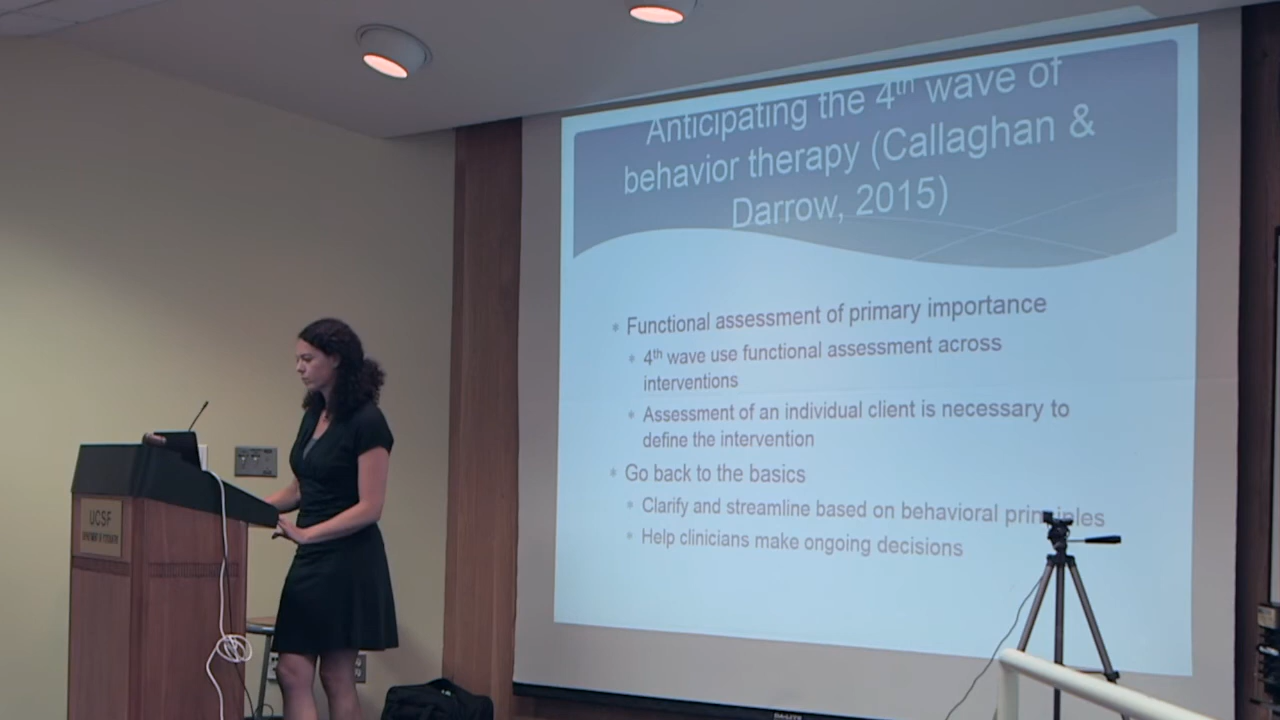 Anticipating the 4th wave of
behavior therapy (Callaghan &
Darrow, 2015)
* Functional assessment of primary importance
* 4th wave use functional assessment across
interventions
* Assessment of an individual client is necessary to
define the intervention
* Go back to the basics
* Clarify and streamline based on behavioral principles
* Help clinicians make ongoing decisions
UCSF
DA-LITE